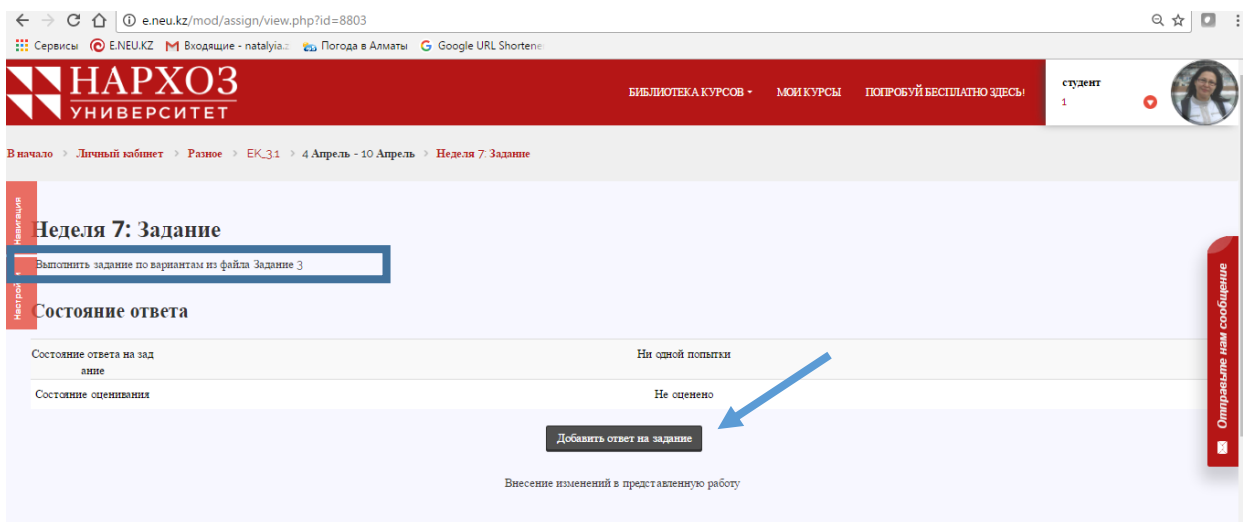 e.neu.kz/mod/assign/view.php?id=8803
Сервисы E.NEU.KZ Входящие - natalyia.z Погода в Алматы Google URL Shortene
НАРХОЗ
УНИВЕРСИТЕТ
БИБЛИОТЕКА КУРСОВ МОИ КУРСЫ ПОПРОБУЙ БЕСПЛАТНО ЗДЕСЬ!
студент
1
В начало > Личный кабинет > Разное > EK_3.1 > 4 Апрель - 10 Апрель > Неделя 7: Задание
Навигация
Неделя 7: Задание
Выполнить задание по вариантам из файла Задание 3
Состояние ответа
Состояние ответа на зад
ание
Ни одной попытки
Состояние оценивания
Не оценено
Добавить ответ на задание
Внесение изменений в представленную работу
Отправьте нам сообщение